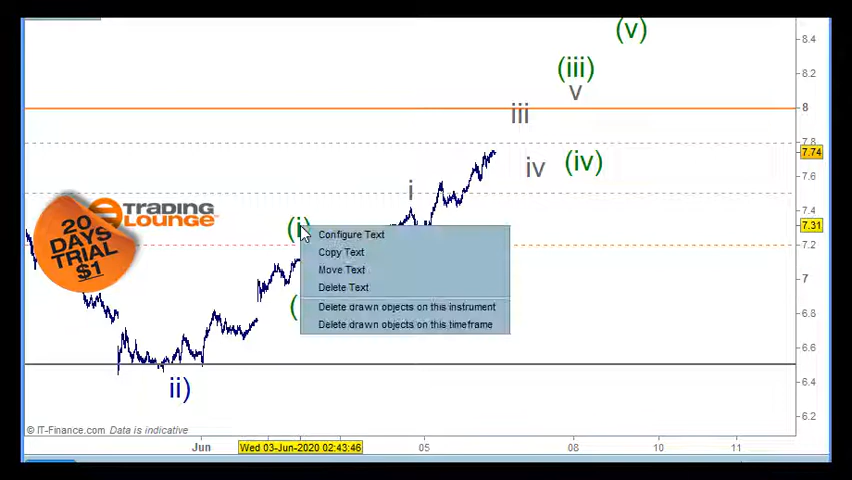 (v)
8.4
(iii)
8.2
v
8
iii
7.8
7.74
iv
(iv)
7.6
i
7.4
TRADING
LOUNGE
20
DAYS
TRIAL
$1
(i)
7.31
7.2
Configure Text
Copy Text
Move Text
Delete Text
7
Delete drawn objects on this instrument
Delete drawn objects on this timeframe
(
6.8
6.6
ii)
6.4
6.2
© IT-Finance.com Data is indicative
Jun
Wed 03-Jun-2020 02:43:46
05
08
10
11